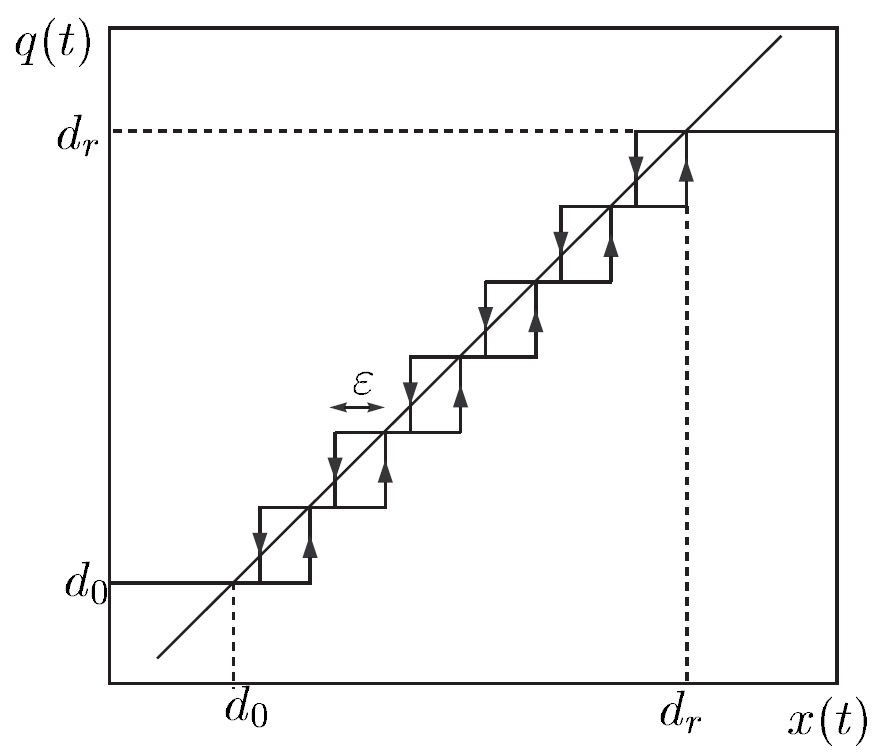 q(t)
d_r
ε
d_0
d_0
d_r
x(t)